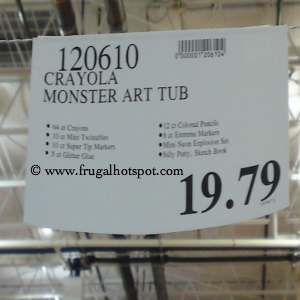 120610
0000001206104
CRAYOLA
MONSTER ART TUB
• 64 ct Crayons
• 10 ct Mini Twistables
• 10 ct Super Tip Markers
• 5 ct Glitter Glue
• 12 ct Colored Pencils
• 8 ct Extreme Markers
• Mini Neon Explosion Set
• Silly Putty, Sketch Book
www.frugalhotspot.com
19.79